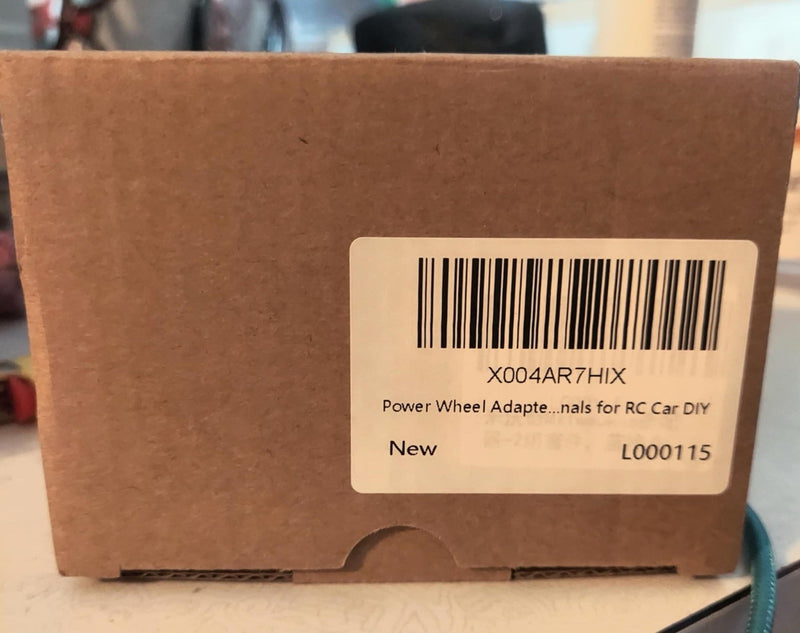 X004AR7HIX
Power Wheel Adapte...nals for RC Car DIY
New
L000115